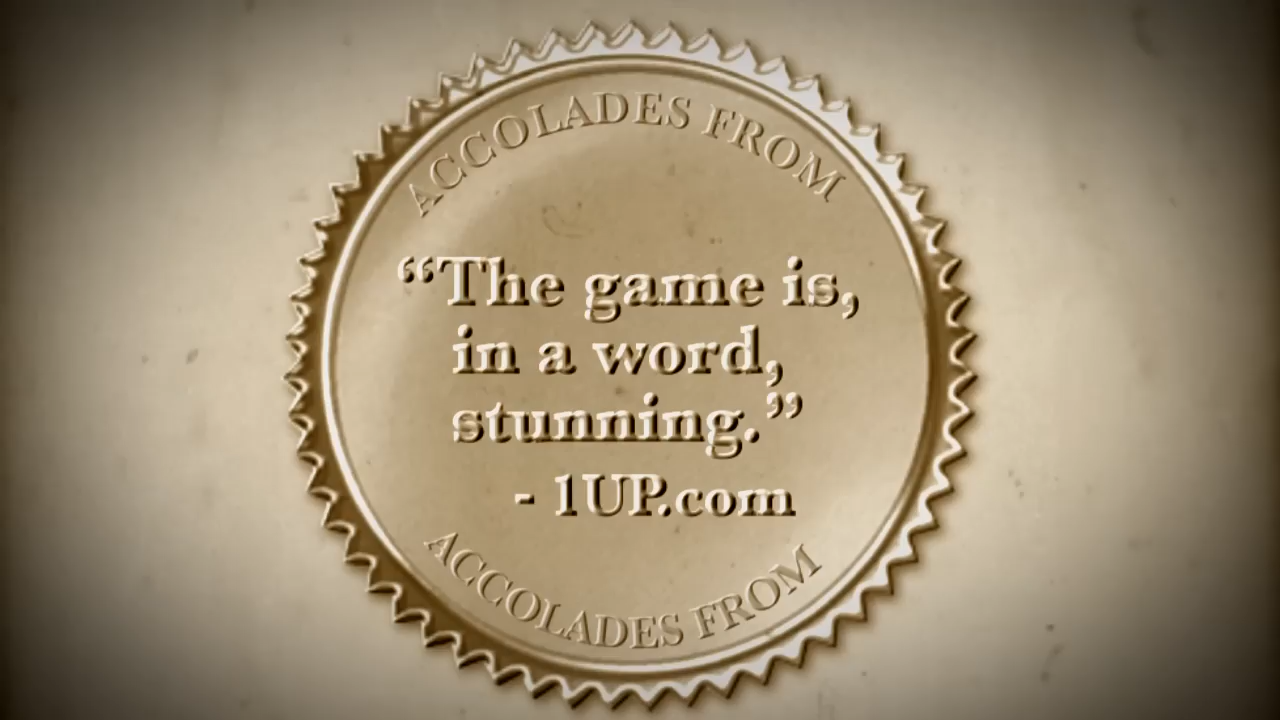 ACCOLADES FROM
“The game is,
in a word,
stunning.”
- 1UP.com
ACCOLADES FROM